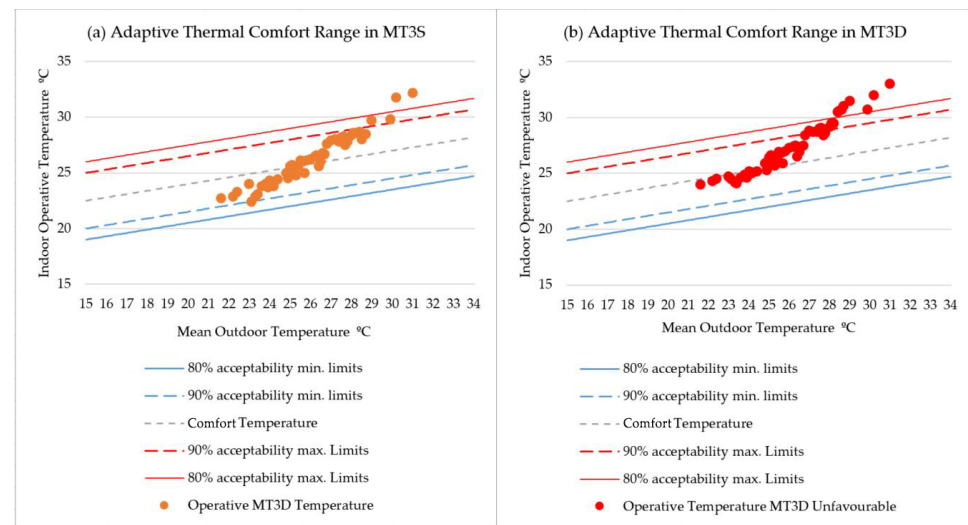 (a) Adaptive Thermal Comfort Range in MT3S
Indoor Operative Temperature ºC
35
30
25
20
15
15 16 17 18 19 20 21 22 23 24 25 26 27 28 29 30 31 32 33 34
Mean Outdoor Temperature ºC
80% acceptability min. limits
90% acceptability min. limits
Comfort Temperature
90% acceptability max. Limits
80% acceptability max. Limits
Operative MT3D Temperature
(b) Adaptive Thermal Comfort Range in MT3D
Indoor Operative Temperature ºC
35
30
25
20
15
15 16 17 18 19 20 21 22 23 24 25 26 27 28 29 30 31 32 33 34
Mean Outdoor Temperature ºC
80% acceptability min. limits
90% acceptability min. limits
Comfort Temperature
90% acceptability max. Limits
80% acceptability max. Limits
Operative Temperature MT3D Unfavourable